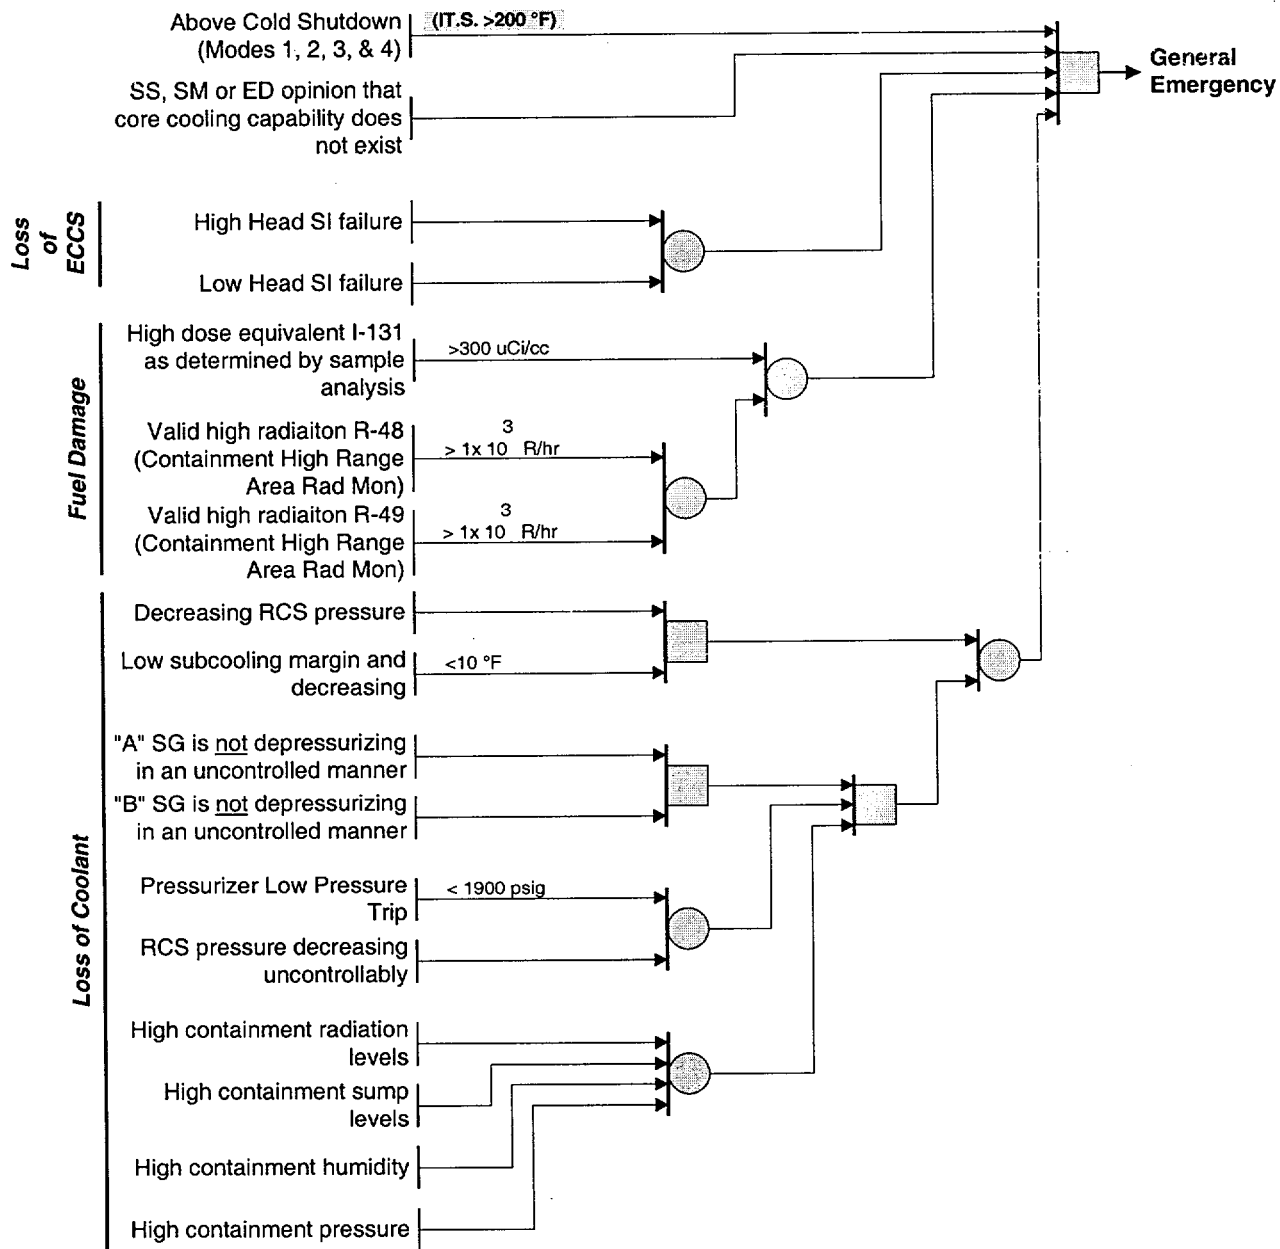 Above Cold Shutdown
(Modes 1, 2, 3, & 4)
(IT.S. >200 °F)
SS, SM or ED opinion that
core cooling capability does
not exist
General
Emergency
Loss
of
ECCS
High Head SI failure
Low Head SI failure
Fuel Damage
High dose equivalent I-131
as determined by sample
analysis
>300 uCi/cc
Valid high radiaiton R-48
(Containment High Range
Area Rad Mon)
3
> 1x 10 R/hr
Valid high radiaiton R-49
(Containment High Range
Area Rad Mon)
3
> 1x 10 R/hr
Loss of Coolant
Decreasing RCS pressure
Low subcooling margin and
decreasing
<10 °F
"A" SG is not depressurizing
in an uncontrolled manner
"B" SG is not depressurizing
in an uncontrolled manner
Pressurizer Low Pressure
Trip
< 1900 psig
RCS pressure decreasing
uncontrollably
High containment radiation
levels
High containment sump
levels
High containment humidity
High containment pressure